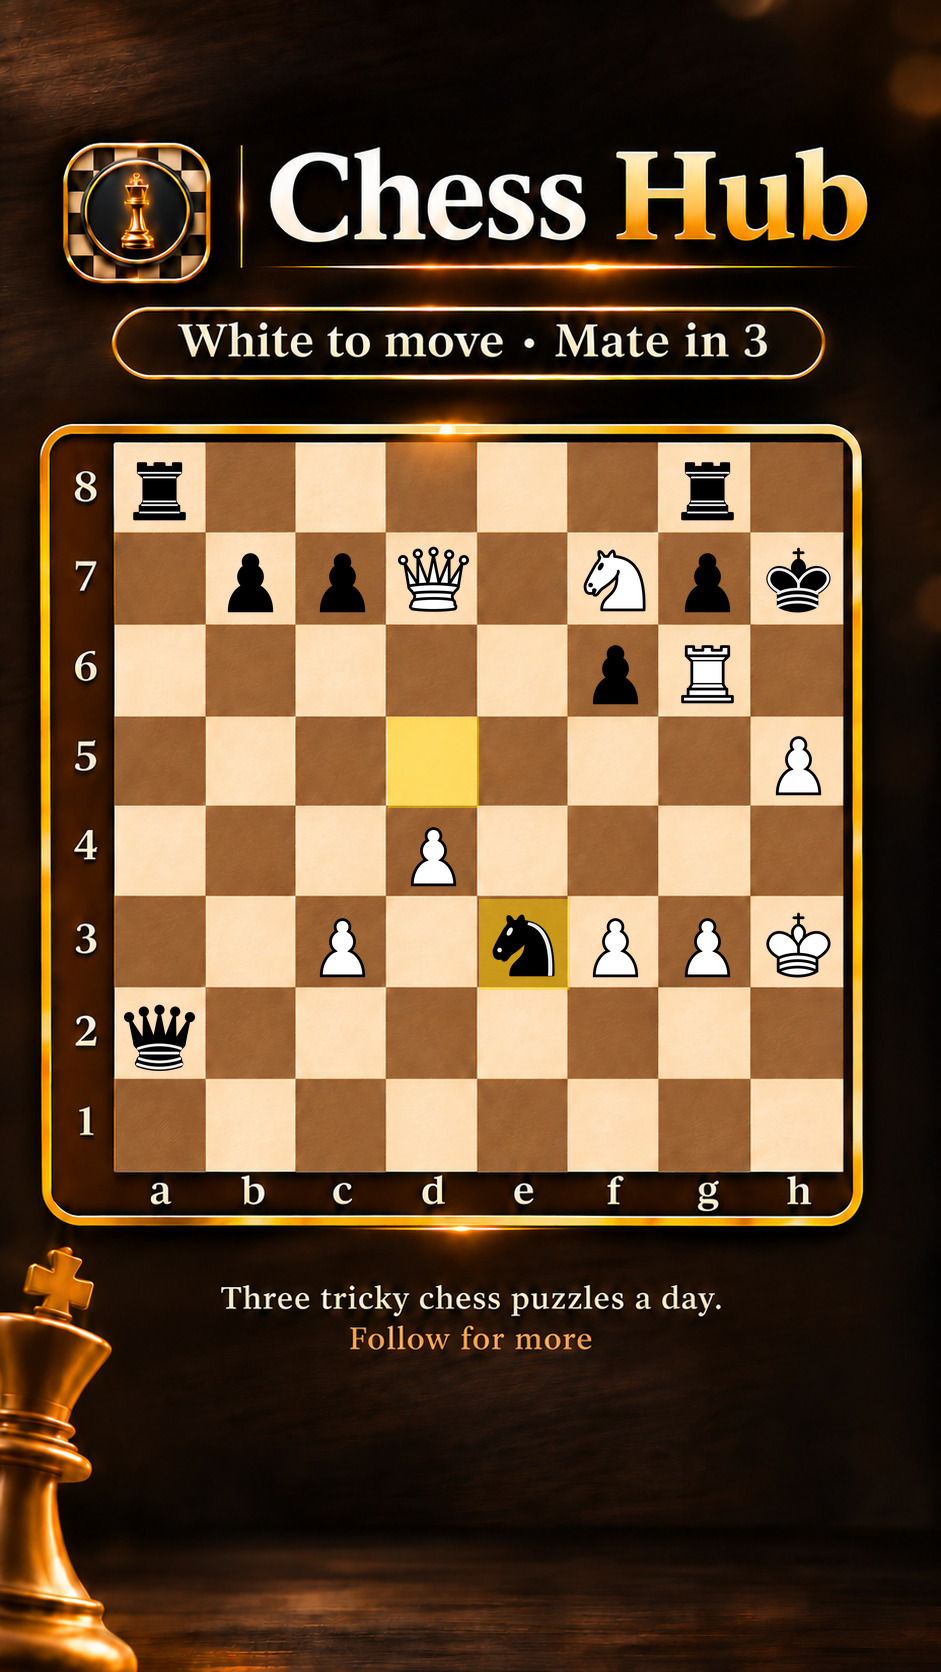 Chess Hub
White to move • Mate in 3
8
7
6
5
4
3
2
1
a b c d e f g h
Three tricky chess puzzles a day.
Follow for more